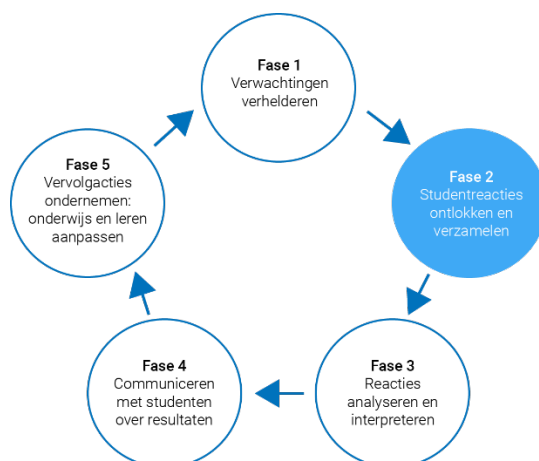 Fase 1
Verwachtingen
verhelderen
Fase 2
Studentreacties
ontlokken en
verzamelen
Fase 3
Reacties
analyseren en
interpreteren
Fase 4
Communiceren
met studenten
over resultaten
Fase 5
Vervolgacties
ondernemen:
onderwijs en leren
aanpassen